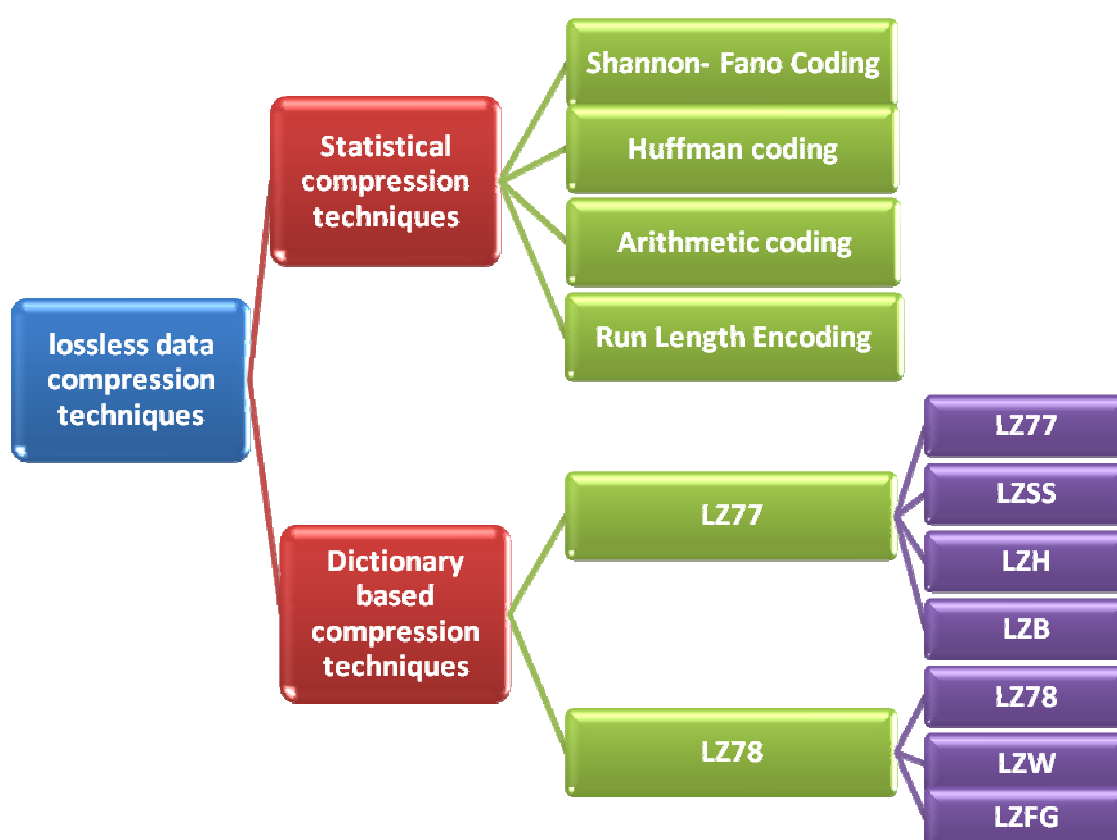 Shannon- Fano Coding
Statistical
compression
techniques
Huffman coding
Arithmetic coding
Run Length Encoding
lossless data
compression
techniques
LZ77
LZSS
LZ77
LZH
Dictionary
based
compression
techniques
LZB
LZ78
LZ78
LZW
LZFG